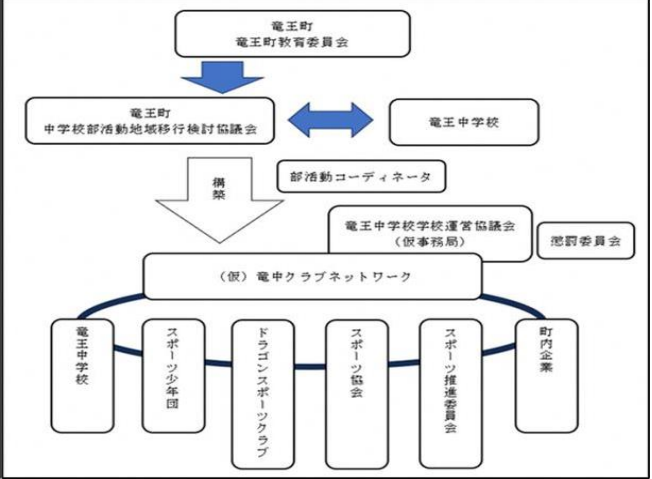 竜王町
竜王町教育委員会
竜王町
中学校部活動地域移行検討協議会
竜王中学校
構築
部活動コーディネータ
竜王中学校学校運営協議会
（仮事務局）
懲罰委員会
（仮）竜中クラブネットワーク
竜王中学校
スポーツ少年団
ドラゴンスポーツクラブ
スポーツ協会
スポーツ推進委員会
町内企業